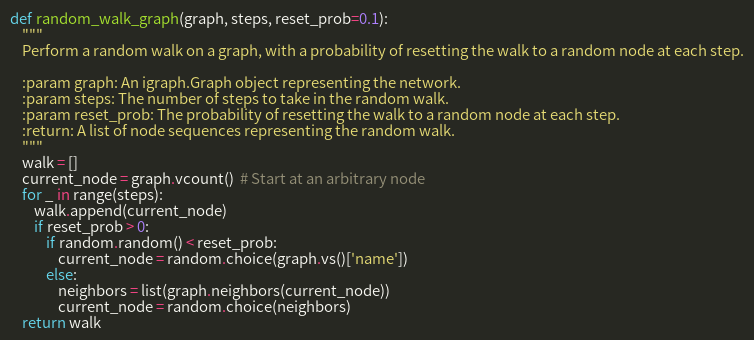 def random_walk_graph(graph, steps, reset_prob=0.1):
    """
    Perform a random walk on a graph, with a probability of resetting the walk to a random node at each step.

    :param graph: An igraph.Graph object representing the network.
    :param steps: The number of steps to take in the random walk.
    :param reset_prob: The probability of resetting the walk to a random node at each step.
    :return: A list of node sequences representing the random walk.
    """
    walk = []
    current_node = graph.vcount()  # Start at an arbitrary node
    for _ in range(steps):
        walk.append(current_node)
        if reset_prob > 0:
            if random.random() < reset_prob:
                current_node = random.choice(graph.vs()['name'])
            else:
                neighbors = list(graph.neighbors(current_node))
                current_node = random.choice(neighbors)
    return walk